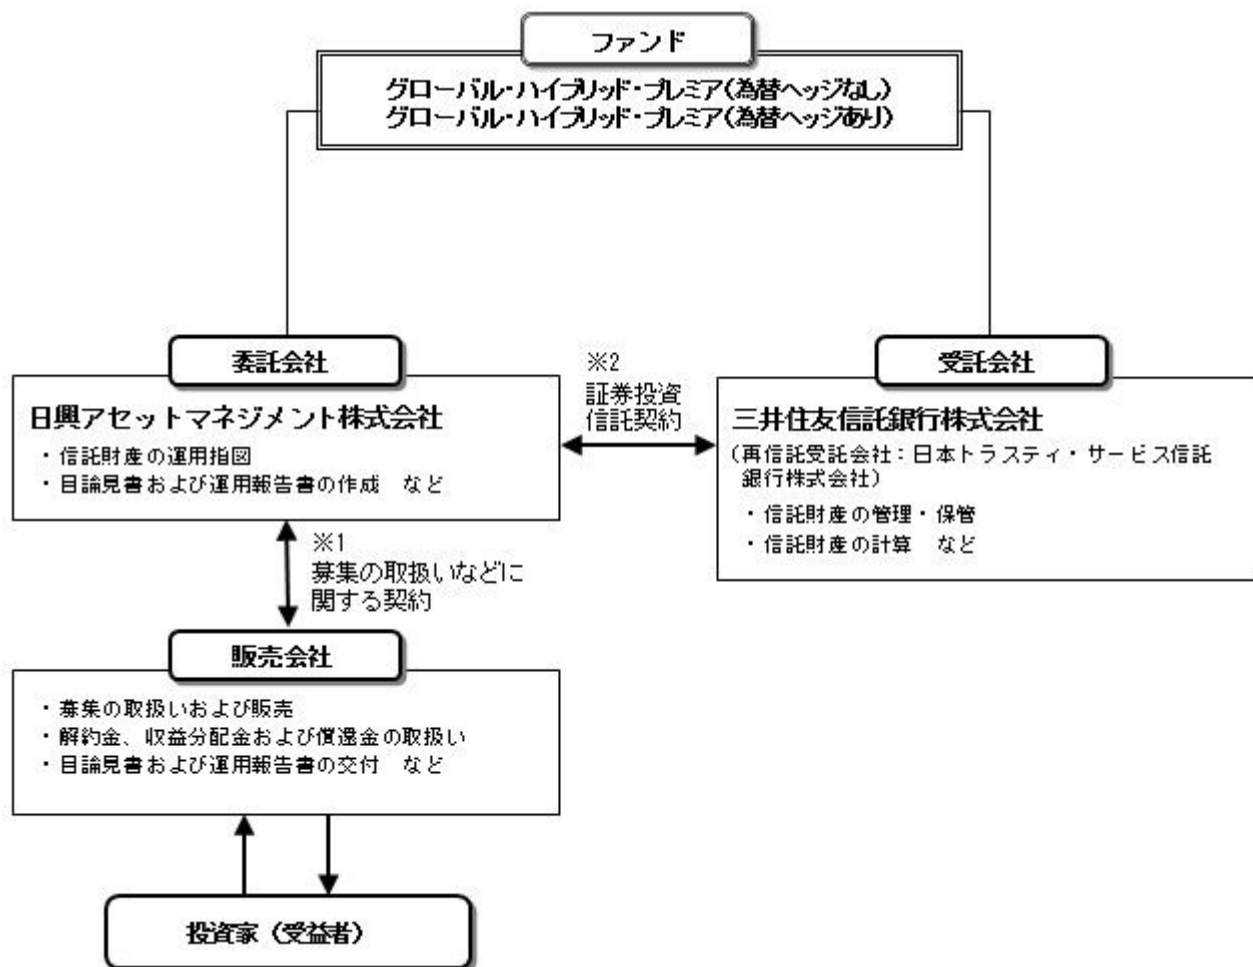 ファンド
グローバル・ハイブリッド・プレミア(為替ヘッジなし)
グローバル・ハイブリッド・プレミア(為替ヘッジあり)
委託会社
日興アセットマネジメント株式会社
・信託財産の運用指図
・目論見書および運用報告書の作成 など
※2
証券投資
信託契約
受託会社
三井住友信託銀行株式会社
(再信託受託会社:日本トラスティ・サービス信託
銀行株式会社)
・信託財産の管理・保管
・信託財産の計算 など
※1
募集の取扱いなどに
関する契約
販売会社
・募集の取扱いおよび販売
・解約金、収益分配金および償還金の取扱い
・目論見書および運用報告書の交付 など
投資家(受益者)